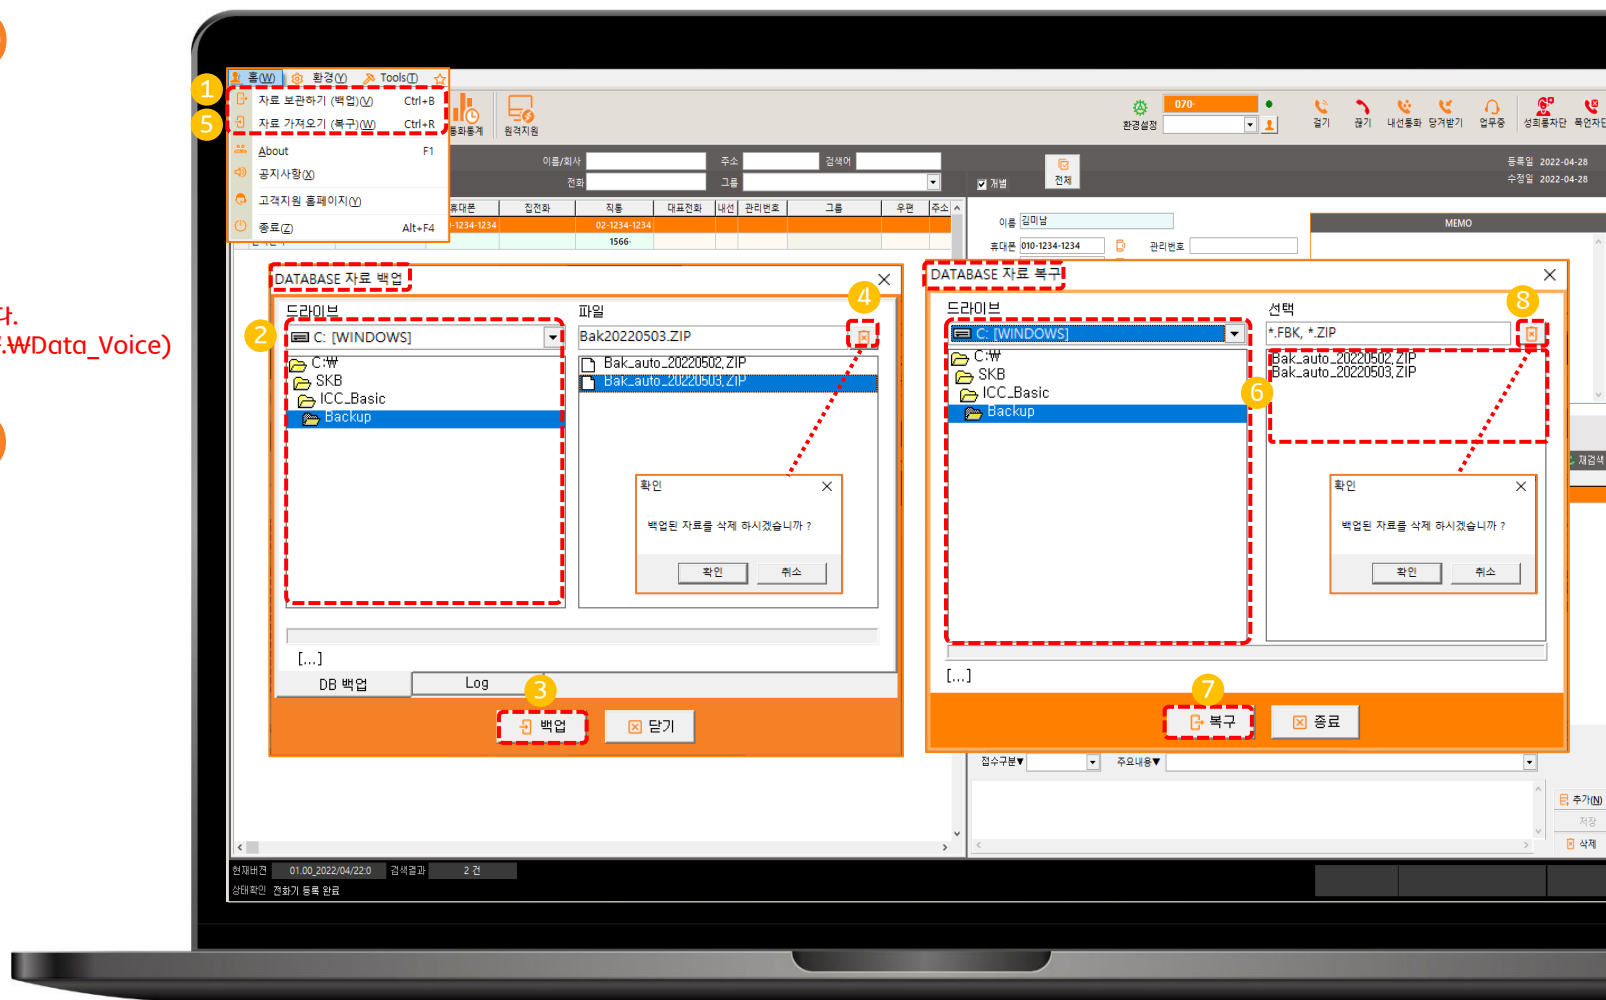 홈(W) 환경(Y) Tools(T)
1 자료 보관하기 (백업)(V) Ctrl+B
5 자료 가져오기 (복구)(W) Ctrl+R
About F1
공지사항(X)
고객지원 홈페이지(Y)
종료(Z) Alt+F4
통화통계 원격지원
환경설정 070-
걸기 끊기 내선통화 당겨받기 업무중 성희롱차단 폭언차단
이름/회사 주소 검색어
전화 그룹
개별 전체
등록일 2022-04-28
수정일 2022-04-28
휴대폰 집전화 직통 대표전화 내선 관리번호 그룹 우편 주소
-1234-1234 02-1234-1234
1566-
이름 김미남
휴대폰 010-1234-1234 관리번호
MEMO
다.
₩Data_Voice)
DATABASE 자료 백업
드라이브 파일
4
2 C: [WINDOWS] Bak20220503.ZIP
C:₩
SKB
ICC_Basic
Backup
Bak_auto_20220502.ZIP
Bak_auto_20220503.ZIP
확인
백업된 자료를 삭제 하시겠습니까 ?
확인 취소
[...]
DB 백업 Log
3
백업 닫기
DATABASE 자료 복구
드라이브 선택
8
C: [WINDOWS] *.FBK, *.ZIP
C:₩
SKB
ICC_Basic
Backup
6
Bak_auto_20220502.ZIP
Bak_auto_20220503.ZIP
확인
백업된 자료를 삭제 하시겠습니까 ?
확인 취소
[...]
7
복구 종료
재검색
접수구분▼ 주요내용▼
추가(N)
저장
삭제
현재버전 01.00_2022/04/22:0 검색결과 2 건
상태확인 전화기 등록 완료